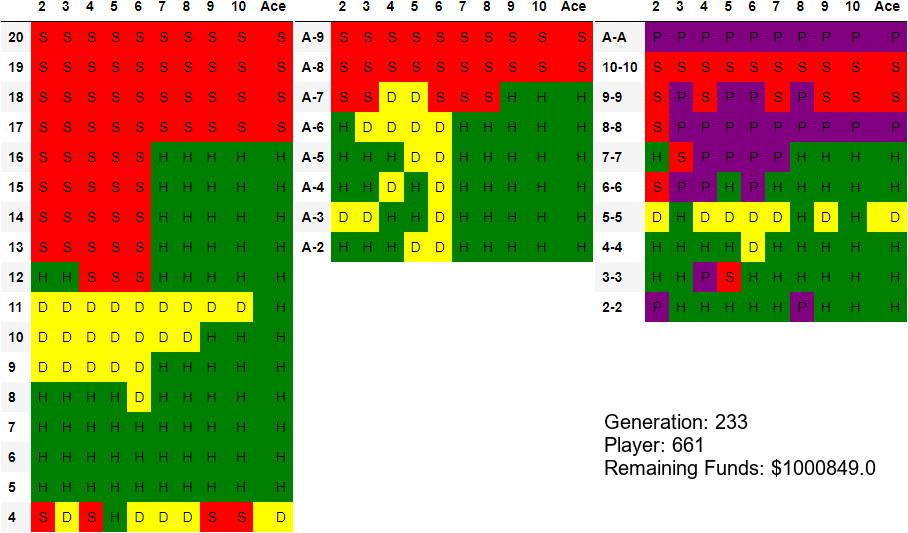 2 3 4 5 6 7 8 9 10 Ace
20 S S S S S S S S S S
19 S S S S S S S S S S
18 S S S S S S S S S S
17 S S S S S S S S S S
16 S S S S S H H H H H
15 S S S S S H H H H H
14 S S S S S H H H H H
13 S S S S S H H H H H
12 H H S S S H H H H H
11 D D D D D D D D D H
10 D D D D D D D H H H
9 D D D D D H H H H H
8 H H H H D H H H H H
7 H H H H H H H H H H
6 H H H H H H H H H H
5 H H H H H H H H H H
4 S D S H D D D S S D
2 3 4 5 6 7 8 9 10 Ace
A-9 S S S S S S S S S S
A-8 S S S S S S S S S S
A-7 S S D D S S S H H H
A-6 H D D D D H H H H H
A-5 H H H D D H H H H H
A-4 H H D H D H H H H H
A-3 D D H H D H H H H H
A-2 H H H D D H H H H H
2 3 4 5 6 7 8 9 10 Ace
A-A P P P P P P P P P P
10-10 S S S S S S S S S S
9-9 S P S P P S P S S S
8-8 S P P P P P P P P P
7-7 H S P P P P H H H H
6-6 S P P H P H H H H H
5-5 D H D D D D H D H D
4-4 H H H H D H H H H H
3-3 H H P S H H H H H H
2-2 P H H H H H P H H H
Generation: 233
Player: 661
Remaining Funds: $1000849.0